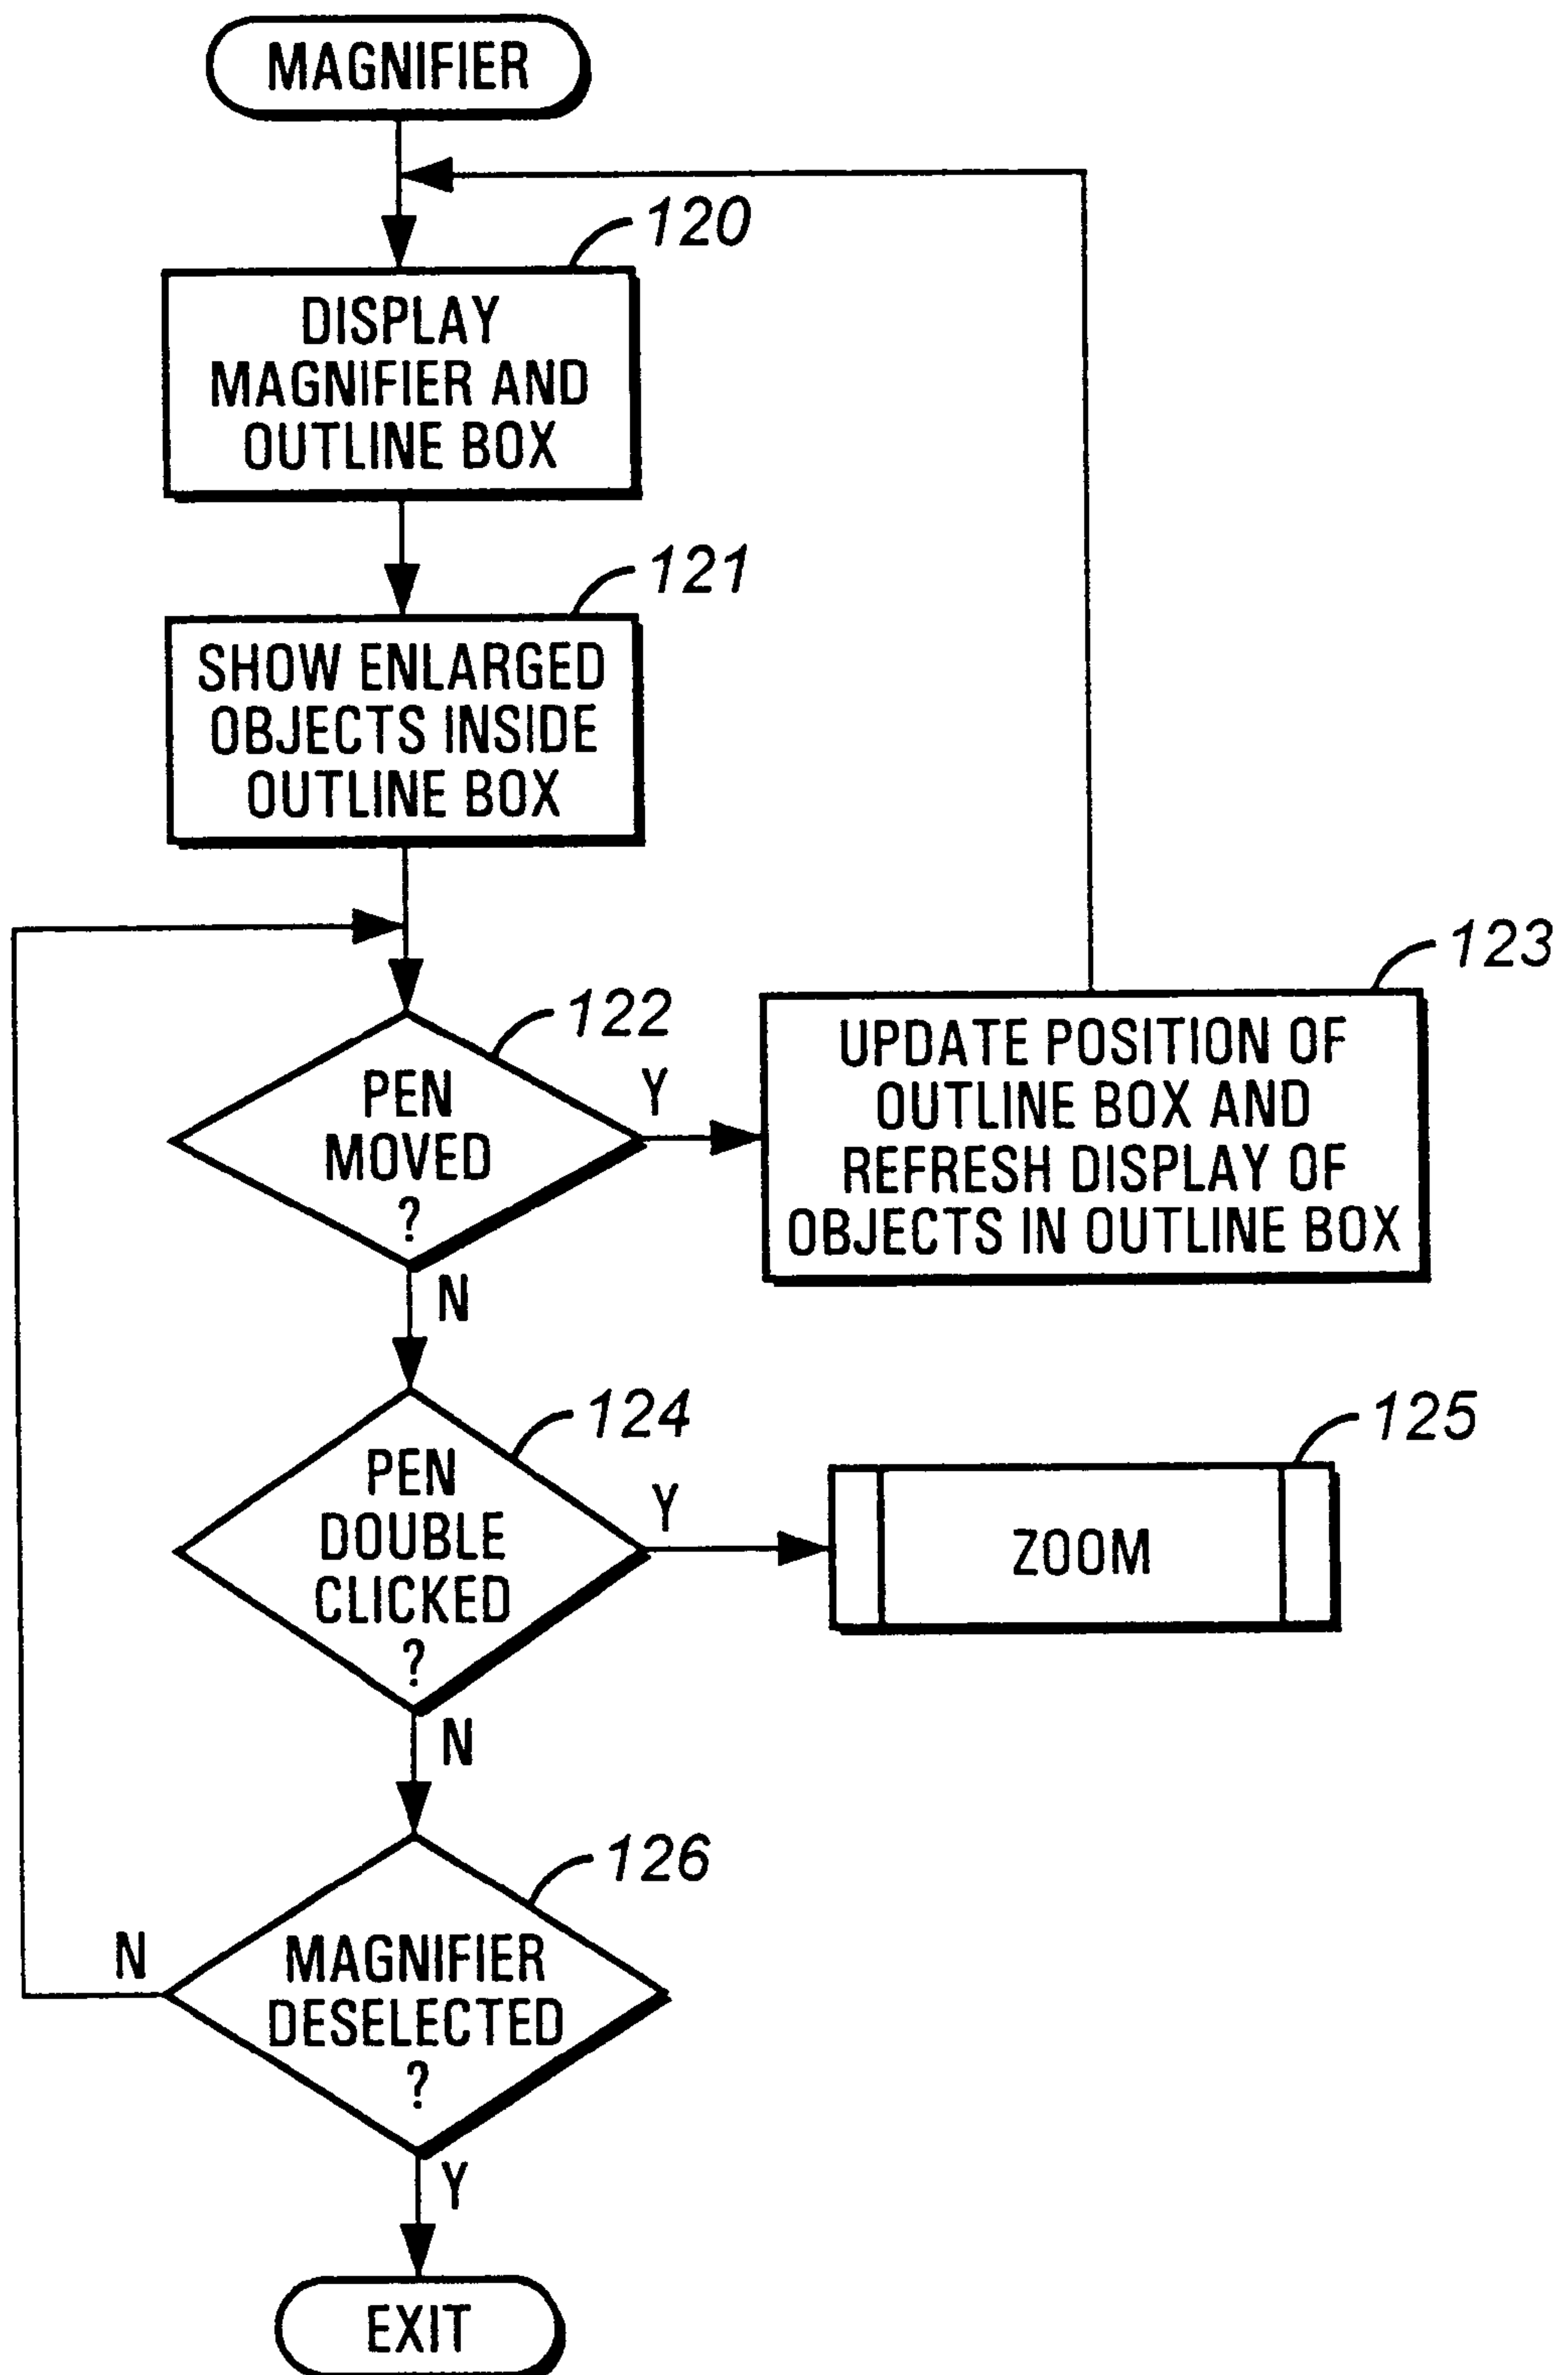 MAGNIFIER
120
DISPLAY
MAGNIFIER AND
OUTLINE BOX
121
SHOW ENLARGED
OBJECTS INSIDE
OUTLINE BOX
122
PEN
MOVED
?
Y
N
123
UPDATE POSITION OF
OUTLINE BOX AND
REFRESH DISPLAY OF
OBJECTS IN OUTLINE BOX
124
PEN
DOUBLE
CLICKED
?
Y
N
125
ZOOM
126
MAGNIFIER
DESELECTED
?
N
Y
EXIT